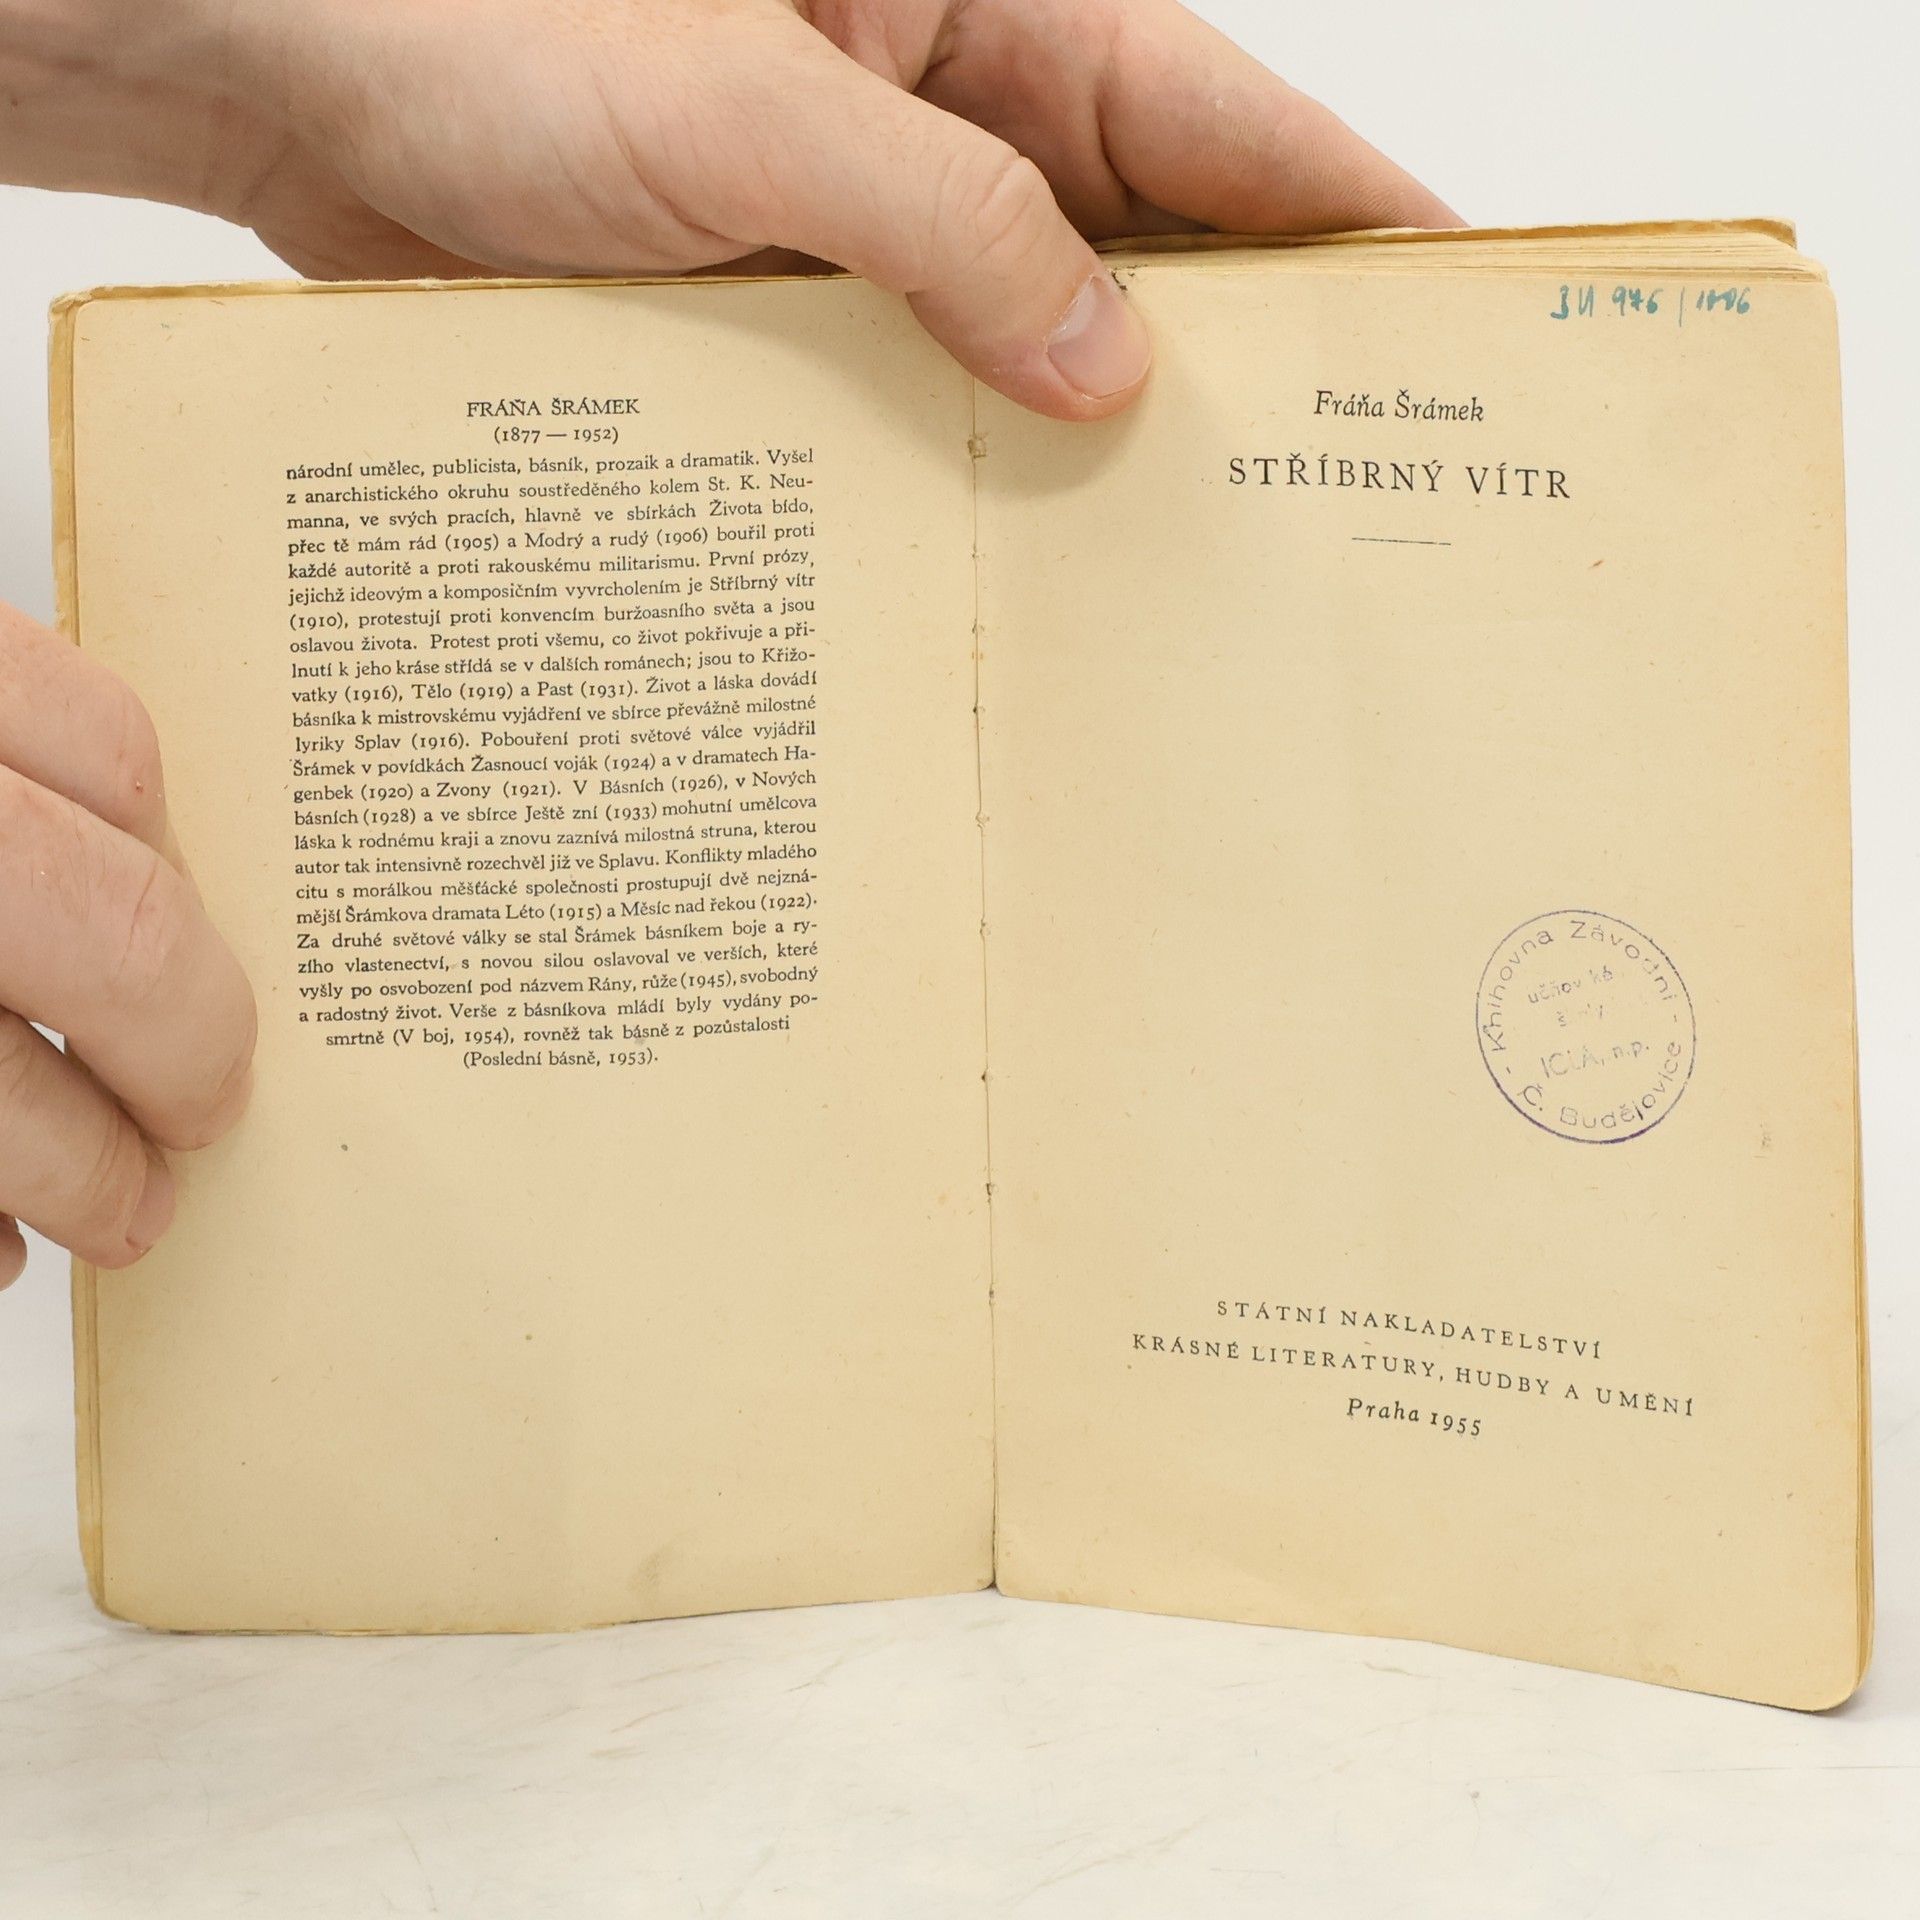 FRÁŇA ŠRÁMEK
(1877 — 1952)
národní umělec, publicista, básník, prozaik a dramatik. Vyšel
z anarchistického okruhu soustředěného kolem St. K. Neu-
manna, ve svých pracích, hlavně ve sbírkách Života bído,
přec tě mám rád (1905) a Modrý a rudý (1906) bouřil proti
každé autoritě a proti rakouskému militarismu. První prózy,
jejichž ideovým a komposičním vyvrcholením je Stříbrný vítr
(1910), protestují proti konvencím buržoasního světa a jsou
oslavou života. Protest proti všemu, co život pokřivuje a při-
lnutí k jeho kráse střídá se v dalších románech; jsou to Křižo-
vatky (1916), Tělo (1919) a Past (1931). Život a láska dovádí
básníka k mistrovskému vyjádření ve sbírce převážně milostné
lyriky Splav (1916). Pobouření proti světové válce vyjádřil
Šrámek v povídkách Žasnoucí voják (1924) a v dramatech Ha-
genbek (1920) a Zvony (1921). V Básních (1926), v Nových
básních (1928) a ve sbírce Ještě zní (1933) mohutní umělcova
láska k rodnému kraji a znovu zaznívá milostná struna, kterou
autor tak intensivně rozechvěl již ve Splavu. Konflikty mladého
citu s morálkou měšťácké společnosti prostupují dvě nejzná-
mější Šrámkova dramata Léto (1915) a Měsíc nad řekou (1922).
Za druhé světové války se stal Šrámek básníkem boje a ry-
zího vlastenectví, s novou silou oslavoval ve verších, které
vyšly po osvobození pod názvem Rány, růže (1945), svobodný
a radostný život. Verše z básníkova mládí byly vydány po-
smrtně (V boj, 1954), rovněž tak básně z pozůstalosti
(Poslední básně, 1953).
976 /
Fráňa Šrámek
STŘÍBRNÝ VÍTR
- Knihovna Závodní -
učňovské
n.p.
Č. Budějovice
STÁTNÍ NAKLADATELSTVÍ
KRÁSNÉ LITERATURY, HUDBY A UMĚNÍ
Praha 1955